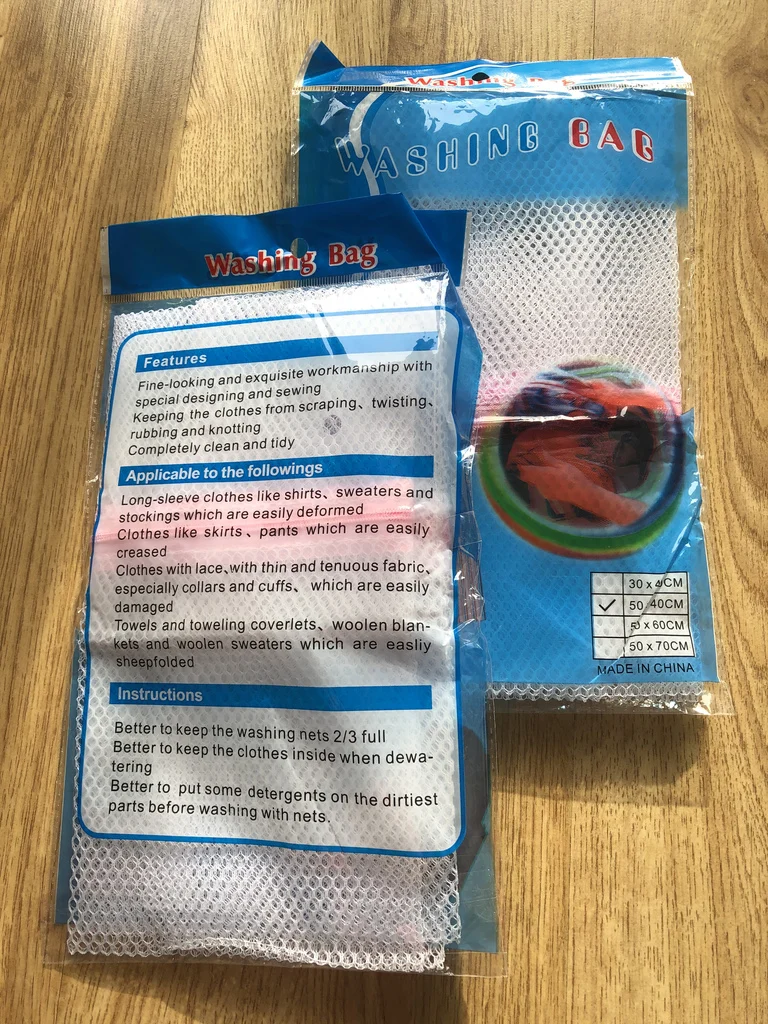 Washing Bag
WASHING BAG
Washing Bag
Features
Fine-looking and exquisite workmanship with
special designing and sewing
Keeping the clothes from scraping、twisting、
rubbing and knotting
Completely clean and tidy
Applicable to the followings
Long-sleeve clothes like shirts、sweaters and
stockings which are easily deformed
Clothes like skirts、pants which are easily
creased
Clothes with lace、with thin and tenuous fabric、
especially collars and cuffs、which are easily
damaged
Towels and toweling coverlets、woolen blan-
kets and woolen sweaters which are easliy
sheepfolded
Instructions
Better to keep the washing nets 2/3 full
Better to keep the clothes inside when dewa-
tering
Better to put some detergents on the dirtiest
parts before washing with nets.
30 x 40CM
✓ 50 40CM
50 x 60CM
50 x 70CM
MADE IN CHINA